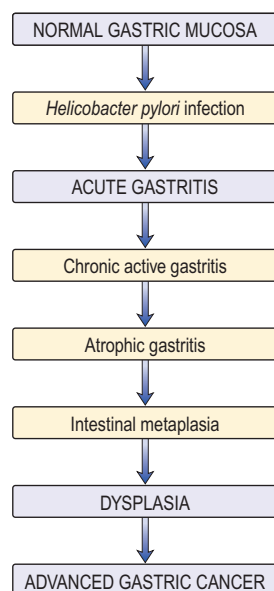 NORMAL GASTRIC MUCOSA
Helicobacter pylori infection
ACUTE GASTRITIS
Chronic active gastritis
Atrophic gastritis
Intestinal metaplasia
DYSPLASIA
ADVANCED GASTRIC CANCER